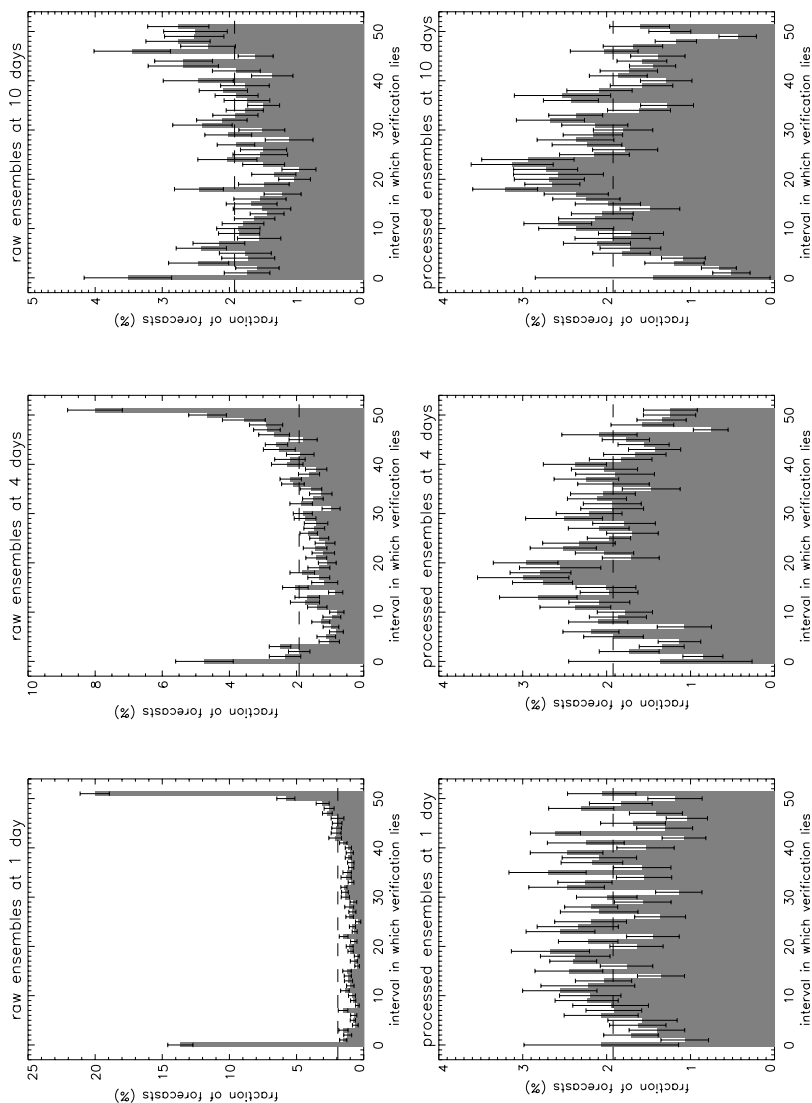 raw ensembles at 1 day
fraction of forecasts (%)
25
20
15
10
5
0
0 10 20 30 40 50
interval in which verification lies
raw ensembles at 4 days
fraction of forecasts (%)
10
8
6
4
2
0
0 10 20 30 40 50
interval in which verification lies
raw ensembles at 10 days
fraction of forecasts (%)
5
4
3
2
1
0
0 10 20 30 40 50
interval in which verification lies
processed ensembles at 1 day
fraction of forecasts (%)
4
3
2
1
0
0 10 20 30 40 50
interval in which verification lies
processed ensembles at 4 days
fraction of forecasts (%)
4
3
2
1
0
0 10 20 30 40 50
interval in which verification lies
processed ensembles at 10 days
fraction of forecasts (%)
4
3
2
1
0
0 10 20 30 40 50
interval in which verification lies